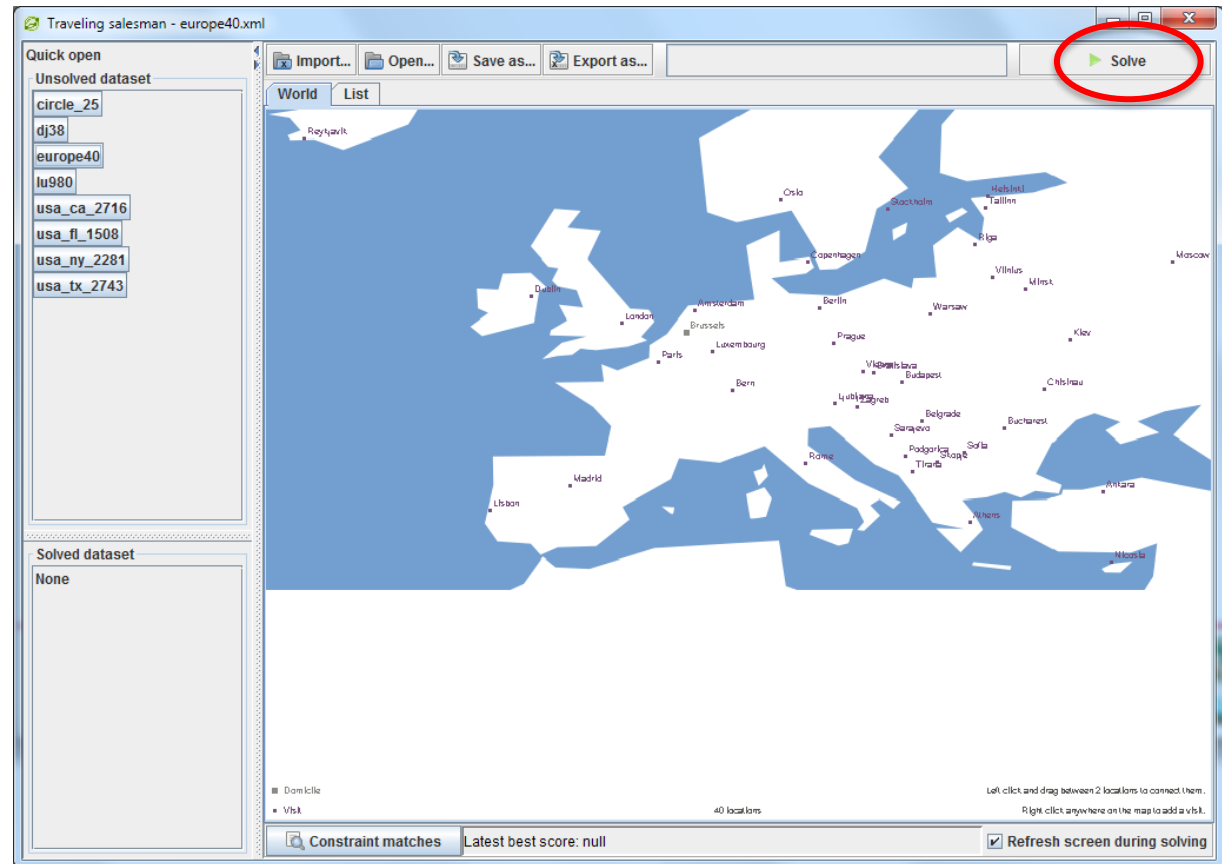 Traveling salesman - europe40.xml
Quick open
Unsolved dataset
circle_25
dj38
europe40
lu980
usa_ca_2716
usa_fl_1508
usa_ny_2281
usa_tx_2743
Solved dataset
None
Import... Open... Save as... Export as... Solve
World List
Reykjavik
Oslo
Helsinki
Stockholm
Tallinn
Riga
Copenhagen
Moscow
Vilnius
Minsk
Dublin
Amsterdam
Berlin
Warsaw
London
Brussels
Kiev
Prague
Luxembourg
Paris
Vienna Bratislava
Budapest
Bern
Chisinau
Ljubljana Zagreb
Belgrade
Bucharest
Sarajevo
Podgorica Sofia
Rome
Skopje
Tirana
Madrid
Ankara
Lisbon
Athens
Nicosia
Domicile
Left click and drag between 2 locations to connect them.
Visit
40 locations
Right click anywhere on the map to add a visit.
Constraint matches Latest best score: null Refresh screen during solving